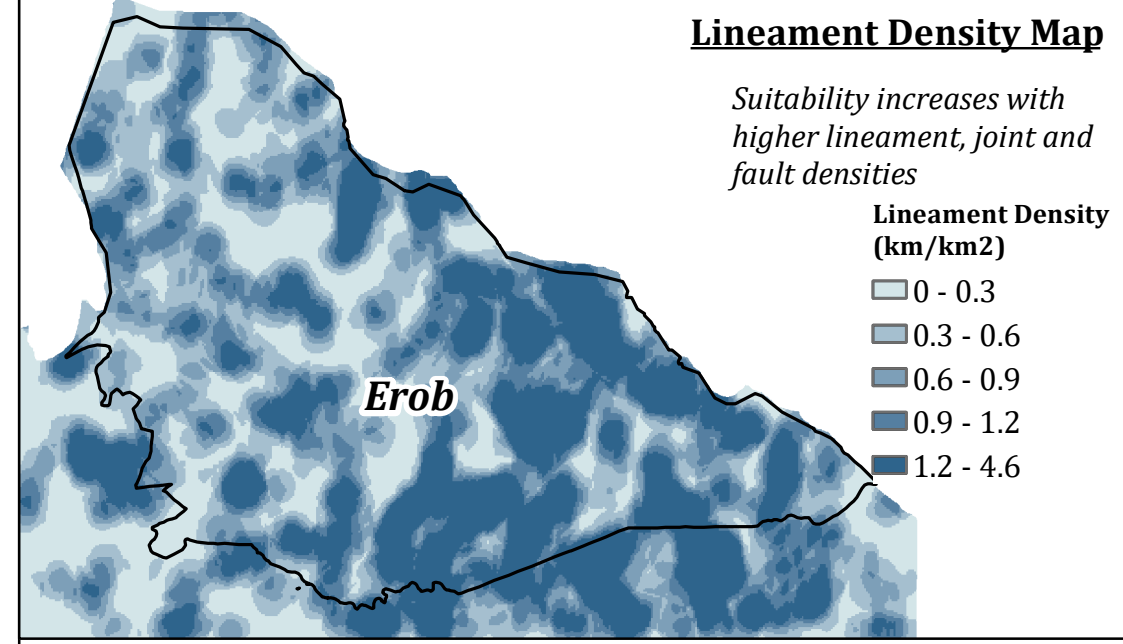 Lineament Density Map
Suitability increases with
higher lineament, joint and
fault densities
Lineament Density
(km/km2)
0 - 0.3
0.3 - 0.6
0.6 - 0.9
0.9 - 1.2
1.2 - 4.6
Erob